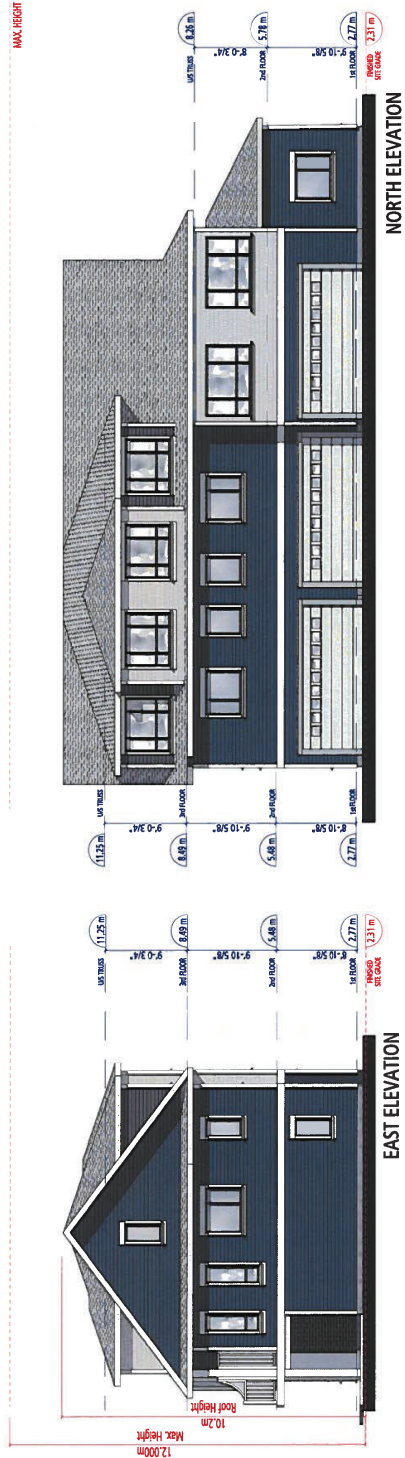 MAX. HEIGHT
8.26 m
U/S TRUSS
8'-0 3/4"
5.78 m
2nd FLOOR
9'-10 5/8"
2.77 m
1st FLOOR
2.31 m
FINISHED
SITE GRADE
NORTH ELEVATION
11.25 m
U/S TRUSS
9'-0 3/4"
8.49 m
3rd FLOOR
9'-10 5/8"
5.48 m
2nd FLOOR
8'-10 5/8"
2.77 m
1st FLOOR
11.25 m
U/S TRUSS
9'-0 3/4"
8.49 m
3rd FLOOR
9'-10 5/8"
5.48 m
2nd FLOOR
8'-10 5/8"
2.77 m
1st FLOOR
2.31 m
FINISHED
SITE GRADE
EAST ELEVATION
10.2m
Roof Height
12.000m
Max. Height